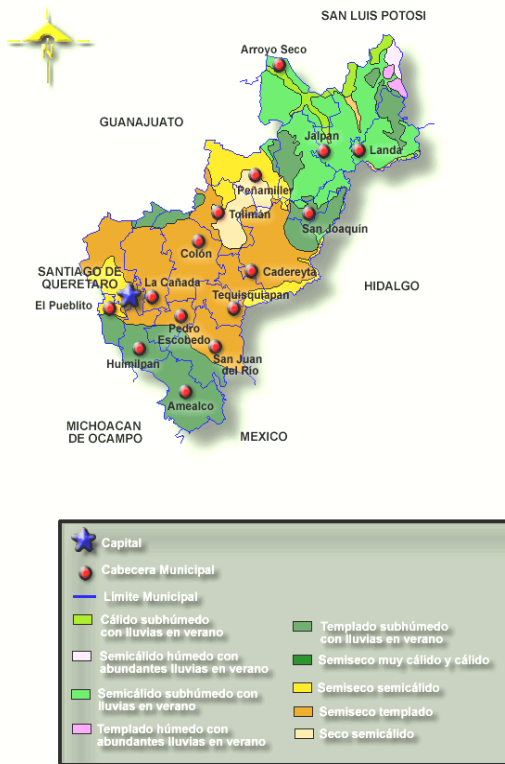 SAN LUIS POTOSI
N
Arroyo Seco
GUANAJUATO
Jalpan
Landa
Peñamiller
Tolimán
San Joaquín
Colón
SANTIAGO DE
QUERETARO
La Cañada
Cadereyta
HIDALGO
El Pueblito
Tequisquiapan
Pedro
Escobedo
Huimilpan
San Juan
del Río
Amealco
MICHOACAN
DE OCAMPO
MEXICO
Capital
Cabecera Municipal
Límite Municipal
Cálido subhúmedo
con lluvias en verano
Semicálido húmedo con
abundantes lluvias en verano
Semicálido subhúmedo con
lluvias en verano
Templado húmedo con
abundantes lluvias en verano
Templado subhúmedo
con lluvias en verano
Semiseco muy cálido y cálido
Semiseco semicálido
Semiseco templado
Seco semicálido